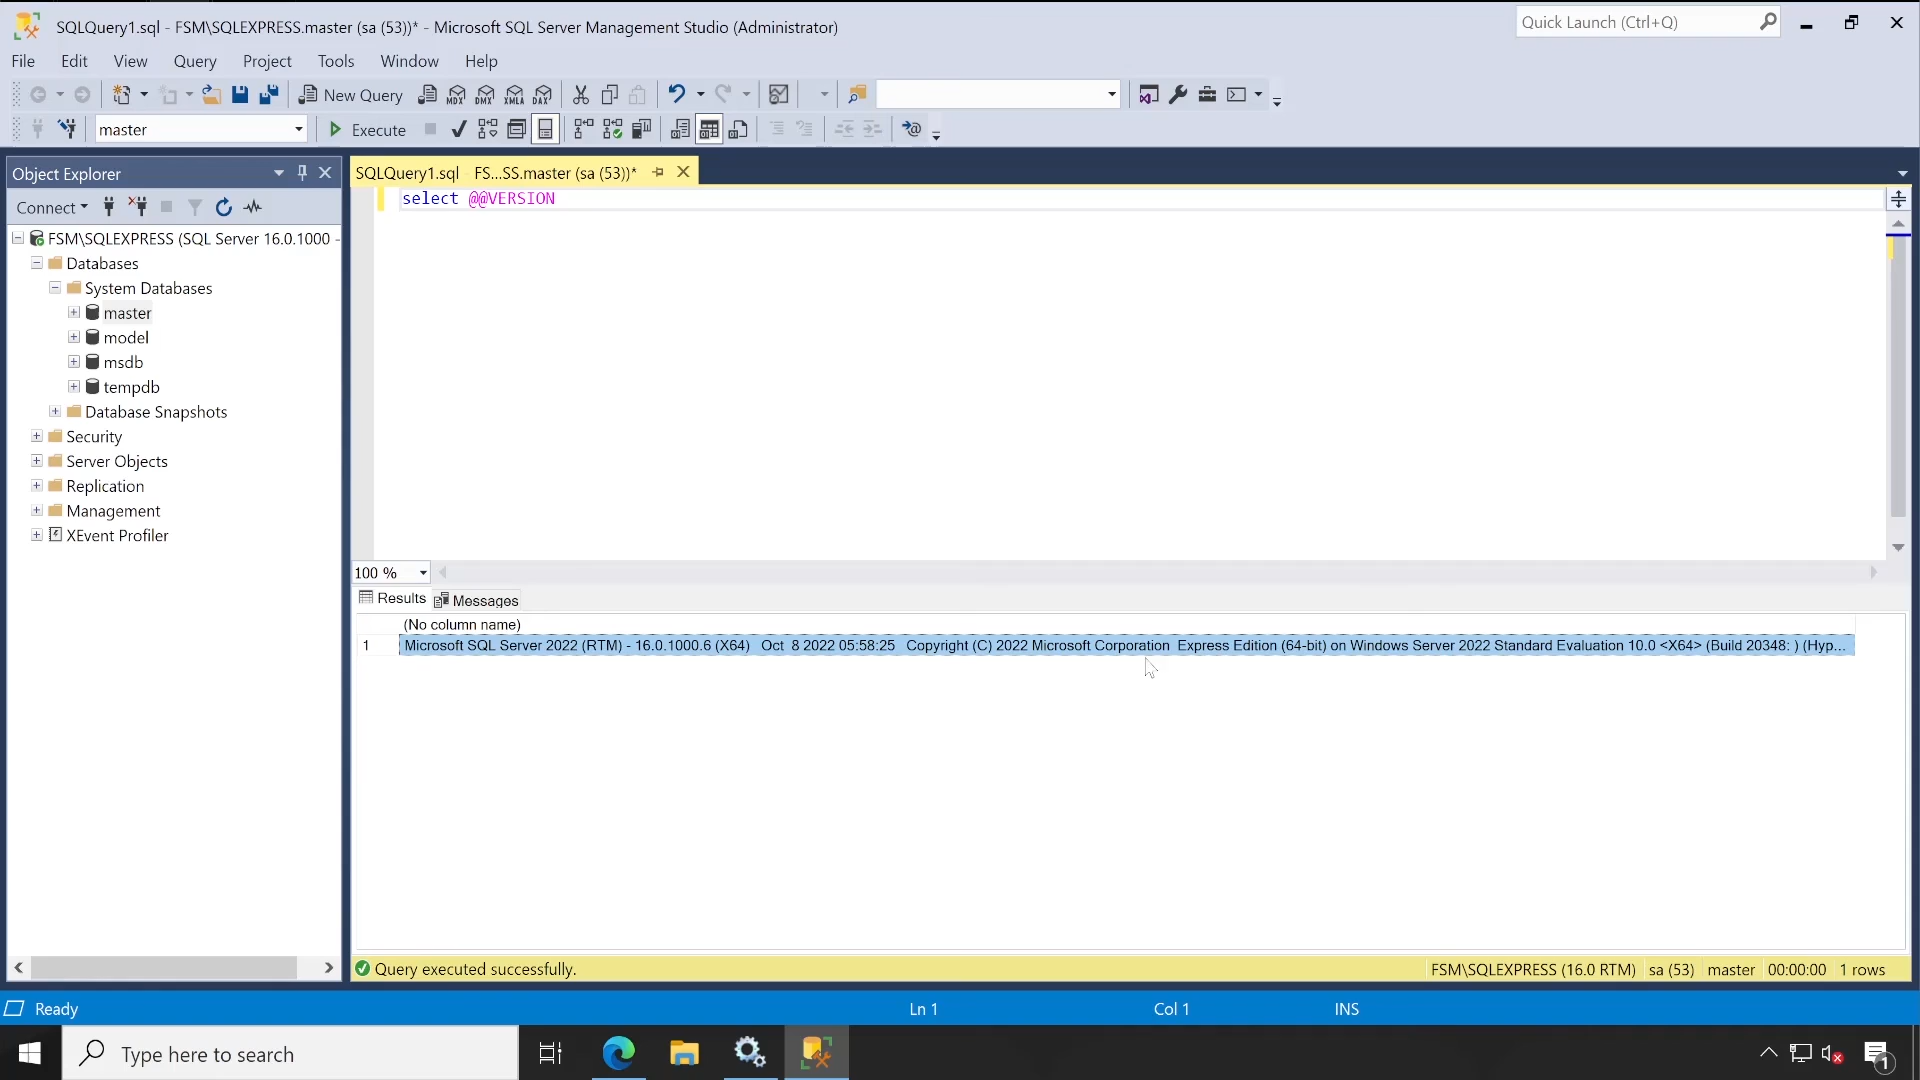 SQLQuery1.sql - FSM\SQLEXPRESS.master (sa (53))* - Microsoft SQL Server Management Studio (Administrator)
Quick Launch (Ctrl+Q)
File Edit View Query Project Tools Window Help
New Query MDX DMX XMLA DAX
master Execute
Object Explorer
Connect
FSM\SQLEXPRESS (SQL Server 16.0.1000 -
Databases
System Databases
master
model
msdb
tempdb
Database Snapshots
Security
Server Objects
Replication
Management
XEvent Profiler
SQLQuery1.sql - FS...SS.master (sa (53))*
select @@VERSION
100 %
Results Messages
(No column name)
1 Microsoft SQL Server 2022 (RTM) - 16.0.1000.6 (X64) Oct 8 2022 05:58:25 Copyright (C) 2022 Microsoft Corporation Express Edition (64-bit) on Windows Server 2022 Standard Evaluation 10.0 <X64> (Build 20348: ) (Hyp...
Query executed successfully. FSM\SQLEXPRESS (16.0 RTM) sa (53) master 00:00:00 1 rows
Ready Ln 1 Col 1 INS
Type here to search
1